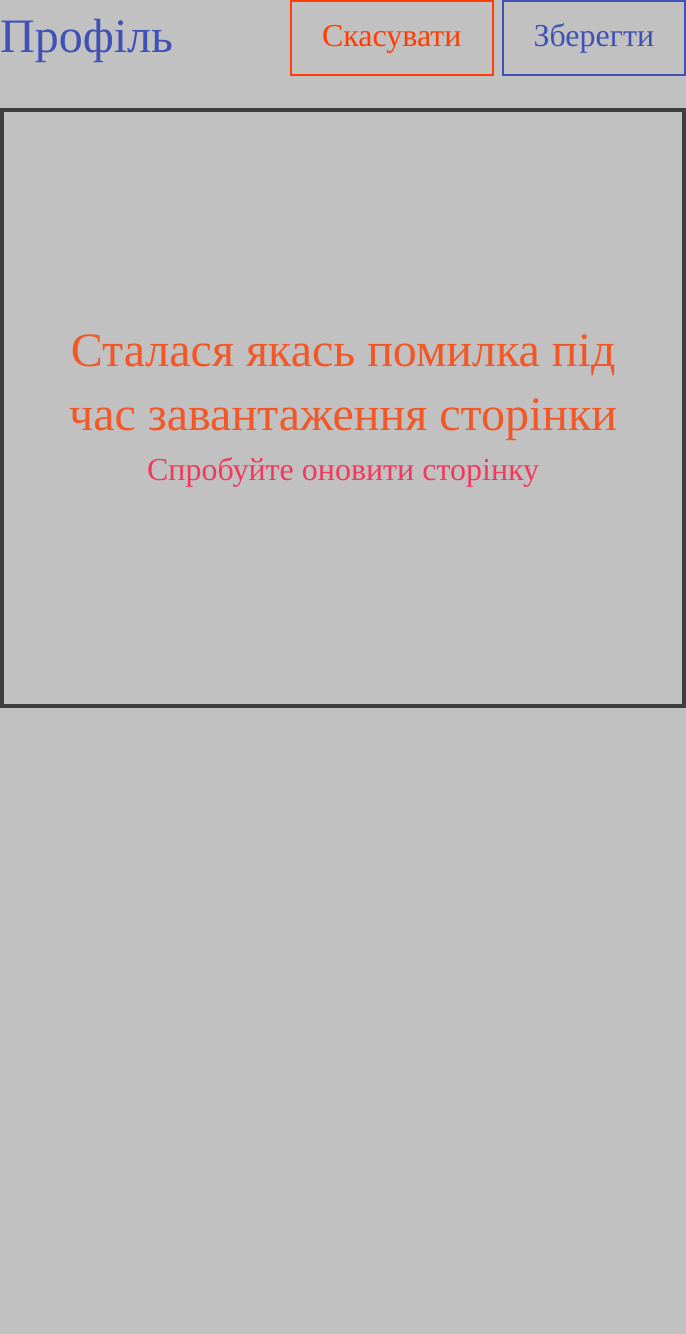 Профіль
Скасувати
Зберегти
Сталася якась помилка під
час завантаження сторінки
Спробуйте оновити сторінку